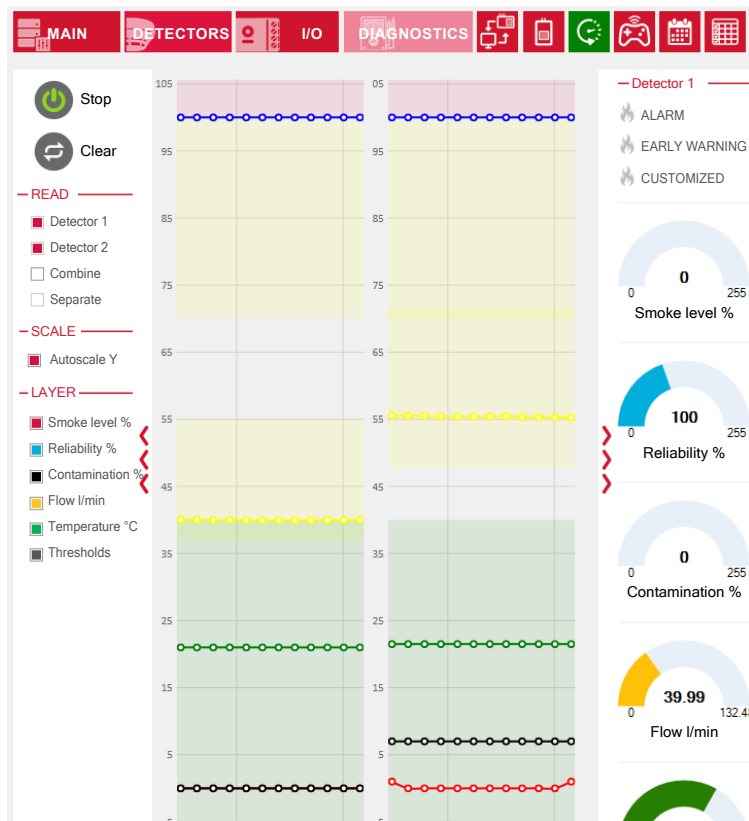 MAIN
DETECTORS
I/O
DIAGNOSTICS
Stop
Clear
READ
Detector 1
Detector 2
Combine
Separate
SCALE
Autoscale Y
LAYER
Smoke level %
Reliability %
Contamination %
Flow l/min
Temperature °C
Thresholds
105
95
85
75
65
55
45
35
25
15
5
05
95
85
75
65
55
45
35
25
15
5
Detector 1
ALARM
EARLY WARNING
CUSTOMIZED
0
0 255
Smoke level %
100
0 255
Reliability %
0
0 255
Contamination %
39.99
0 132.48
Flow l/min